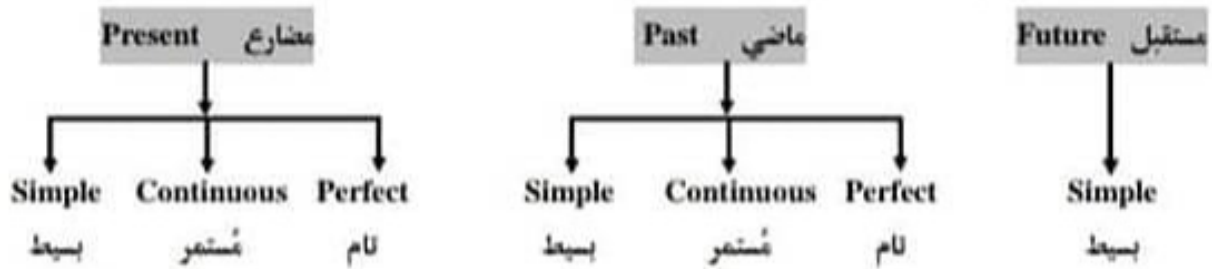 Present مضارع Past ماضي Future مستقبل
Simple Continuous Perfect Simple Continuous Perfect Simple
بسيط مُستمر تام بسيط مُستمر تام بسيط